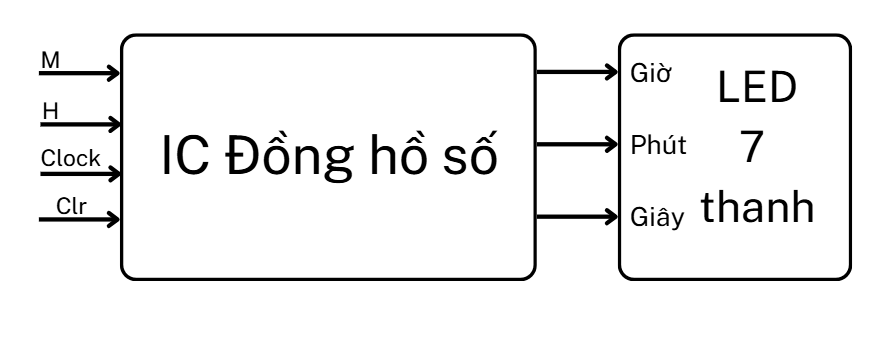 M
H
Clock
Clr
IC Đồng hồ số
Giờ
Phút
Giây
LED
7
thanh